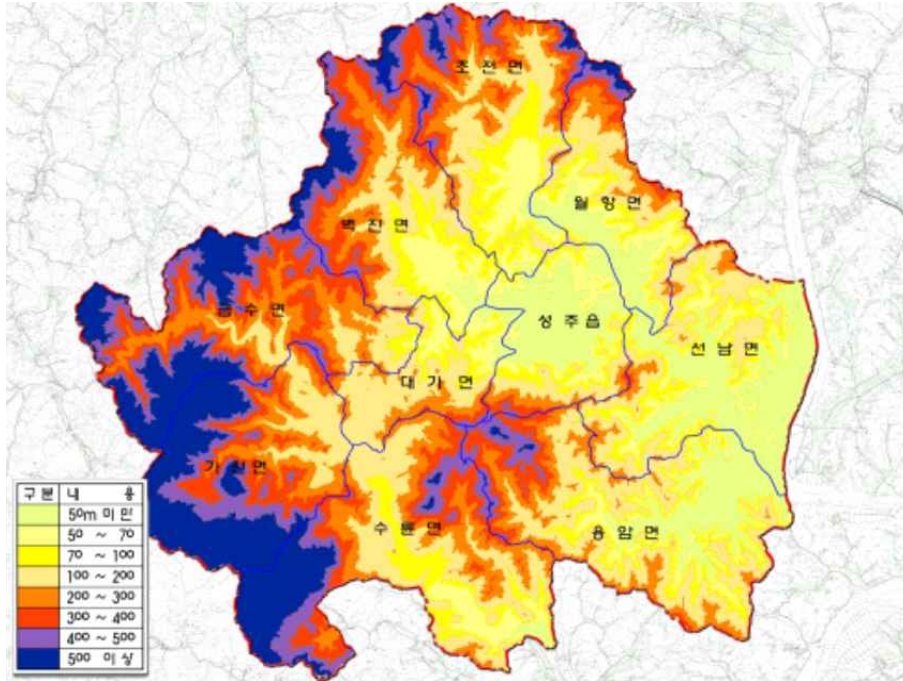 초전면
월항면
벽진면
금수면
성주읍
선남면
대가면
가천면
수륜면
용암면
구분 내 용
50m 미만
50 ~ 70
70 ~ 100
100 ~ 200
200 ~ 300
300 ~ 400
400 ~ 500
500 이상